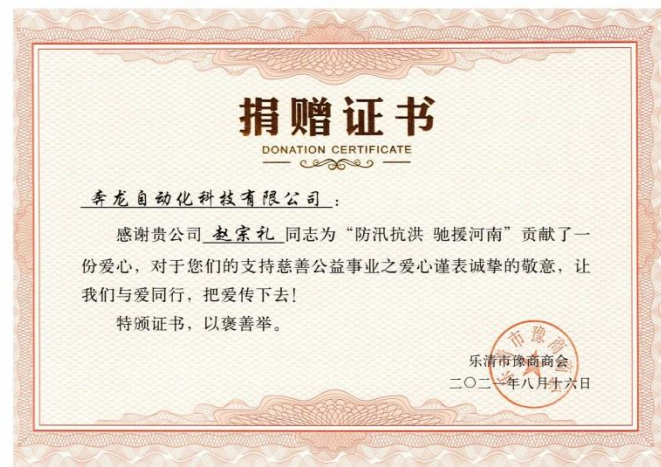 捐赠证书
DONATION CERTIFICATE
奔龙自动化科技有限公司：
感谢贵公司 赵宗礼 同志为“防汛抗洪 驰援河南”贡献了一
份爱心，对于您们的支持慈善公益事业之爱心谨表诚挚的敬意，让
我们与爱同行，把爱传下去！
特颁证书，以褒善举。
乐清市豫商商会
二〇二一年八月十六日